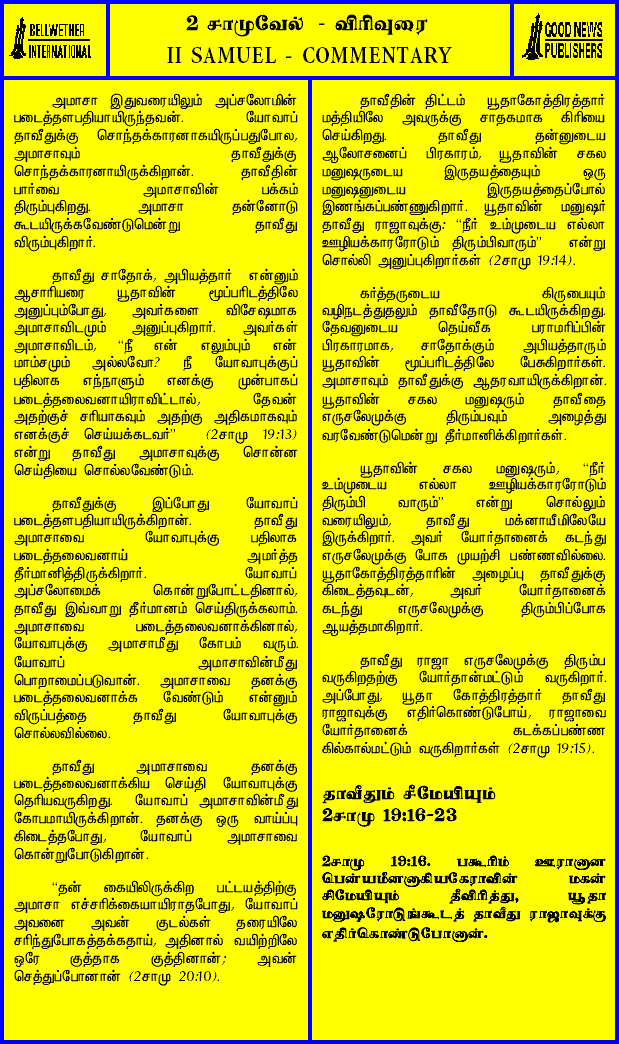 BELLWETHER
INTERNATIONAL
2 சாமுவேல் - விரிவுரை
II SAMUEL - COMMENTARY
GOOD NEWS
PUBLISHERS
அமாசா இதுவரையிலும் அப்சலோமின்
படைத்தளபதியாயிருந்தவன். யோவாப்
தாவீதுக்கு சொந்தக்காரனாகயிருப்பதுபோல,
அமாசாவும் தாவீதுக்கு
சொந்தக்காரனாயிருக்கிறான். தாவீதின்
பார்வை அமாசாவின் பக்கம்
திரும்புகிறது. அமாசா தன்னோடு
கூடயிருக்கவேண்டுமென்று தாவீது
விரும்புகிறார்.
தாவீது சாதோக், அபியத்தார் என்னும்
ஆசாரியரை யூதாவின் மூப்பரிடத்திலே
அனுப்பும்போது, அவர்களை விசேஷமாக
அமாசாவிடமும் அனுப்புகிறார். அவர்கள்
அமாசாவிடம், “நீ என் எலும்பும் என்
மாம்சமும் அல்லவோ? நீ யோவாபுக்குப்
பதிலாக எந்நாளும் எனக்கு முன்பாகப்
படைத்தலைவனாயிராவிட்டால், தேவன்
அதற்குச் சரியாகவும் அதற்கு அதிகமாகவும்
எனக்குச் செய்யக்கடவர்” (2சாமு 19:13)
என்று தாவீது அமாசாவுக்கு சொன்ன
செய்தியை சொல்லவேண்டும்.
தாவீதுக்கு இப்போது யோவாப்
படைத்தளபதியாயிருக்கிறான். தாவீது
அமாசாவை யோவாபுக்கு பதிலாக
படைத்தலைவனாய் அமர்த்த
தீர்மானித்திருக்கிறார். யோவாப்
அப்சலோமைக் கொன்றுபோட்டதினால்,
தாவீது இவ்வாறு தீர்மானம் செய்திருக்கலாம்.
அமாசாவை படைத்தலைவனாக்கினால்,
யோவாபுக்கு அமாசாமீது கோபம் வரும்.
யோவாப் அமாசாவின்மீது
பொறாமைப்படுவான். அமாசாவை தனக்கு
படைத்தலைவனாக்க வேண்டும் என்னும்
விருப்பத்தை தாவீது யோவாபுக்கு
சொல்லவில்லை.
தாவீது அமாசாவை தனக்கு
படைத்தலைவனாக்கிய செய்தி யோவாபுக்கு
தெரியவருகிறது. யோவாப் அமாசாவின்மீது
கோபமாயிருக்கிறான். தனக்கு ஒரு வாய்ப்பு
கிடைத்தபோது, யோவாப் அமாசாவை
கொன்றுபோடுகிறான்.
“தன் கையிலிருக்கிற பட்டயத்திற்கு
அமாசா எச்சரிக்கையாயிராதபோது, யோவாப்
அவனை அவன் குடல்கள் தரையிலே
சரிந்துபோகத்தக்கதாய், அதினால் வயிற்றிலே
ஒரே குத்தாக குத்தினான்; அவன்
செத்துப்போனான் (2சாமு 20:10).
தாவீதின் திட்டம் யூதாகோத்திரத்தார்
மத்தியிலே அவருக்கு சாதகமாக கிரியை
செய்கிறது. தாவீது தன்னுடைய
ஆலோசனைப் பிரகாரம், யூதாவின் சகல
மனுஷருடைய இருதயத்தையும் ஒரு
மனுஷனுடைய இருதயத்தைப்போல்
இணங்கப்பண்ணுகிறார். யூதாவின் மனுஷர்
தாவீது ராஜாவுக்கு: “நீர் உம்முடைய எல்லா
ஊழியக்காரரோடும் திரும்பிவாரும்” என்று
சொல்லி அனுப்புகிறார்கள் (2சாமு 19:14).
கர்த்தருடைய கிருபையும்
வழிநடத்துதலும் தாவீதோடு கூடயிருக்கிறது.
தேவனுடைய தெய்வீக பராமரிப்பின்
பிரகாரமாக, சாதோக்கும் அபியத்தாரும்
யூதாவின் மூப்பரிடத்திலே பேசுகிறார்கள்.
அமாசாவும் தாவீதுக்கு ஆதரவாயிருக்கிறான்.
யூதாவின் சகல மனுஷரும் தாவீதை
எருசலேமுக்கு திரும்பவும் அழைத்து
வரவேண்டுமென்று தீர்மானிக்கிறார்கள்.
யூதாவின் சகல மனுஷரும், “நீர்
உம்முடைய எல்லா ஊழியக்காரரோடும்
திரும்பி வாரும்” என்று சொல்லும்
வரையிலும், தாவீது மக்னாயீமிலேயே
இருக்கிறார். அவர் யோர்தானைக் கடந்து
எருசலேமுக்கு போக முயற்சி பண்ணவில்லை.
யூதாகோத்திரத்தாரின் அழைப்பு தாவீதுக்கு
கிடைத்தவுடன், அவர் யோர்தானைக்
கடந்து எருசலேமுக்கு திரும்பிப்போக
ஆயத்தமாகிறார்.
தாவீது ராஜா எருசலேமுக்கு திரும்ப
வருகிறதற்கு யோர்தான்மட்டும் வருகிறார்.
அப்போது, யூதா கோத்திரத்தார் தாவீது
ராஜாவுக்கு எதிர்கொண்டுபோய், ராஜாவை
யோர்தானைக் கடக்கப்பண்ண
கில்கால்மட்டும் வருகிறார்கள் (2சாமு 19:15).
தாவீதும் சீமேயியும்
2சாமு 19:16-23
2சாமு 19:16. பகூரிம் ஊரானான
பென்யமீனனாகியகேராவின் மகன்
சிமேயியும் தீவிரித்து, யூதா
மனுஷரோடுங்கூடத் தாவீது ராஜாவுக்கு
எதிர்கொண்டுபோனான்.